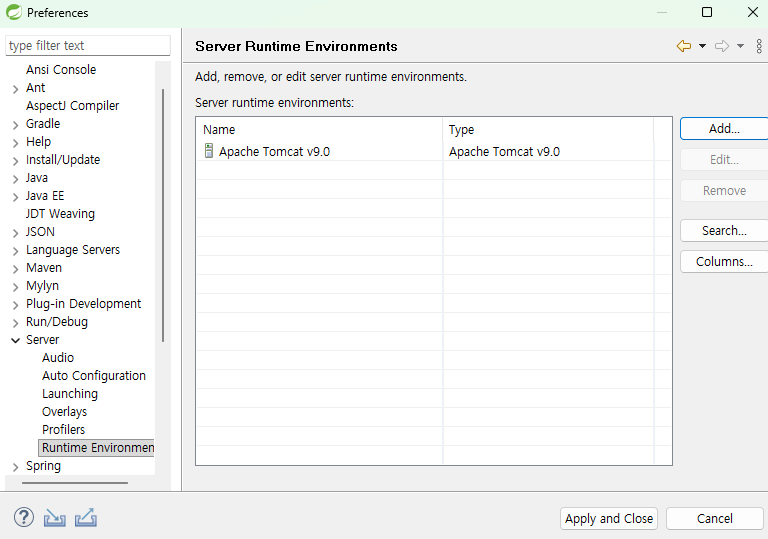 Preferences
type filter text
Ansi Console
Ant
AspectJ Compiler
Gradle
Help
Install/Update
Java
Java EE
JDT Weaving
JSON
Language Servers
Maven
Mylyn
Plug-in Development
Run/Debug
Server
Audio
Auto Configuration
Launching
Overlays
Profilers
Runtime Environmen
Spring
Server Runtime Environments
Add, remove, or edit server runtime environments.
Server runtime environments:
Name Type
Apache Tomcat v9.0 Apache Tomcat v9.0
Add...
Edit...
Remove
Search...
Columns...
?
Apply and Close Cancel